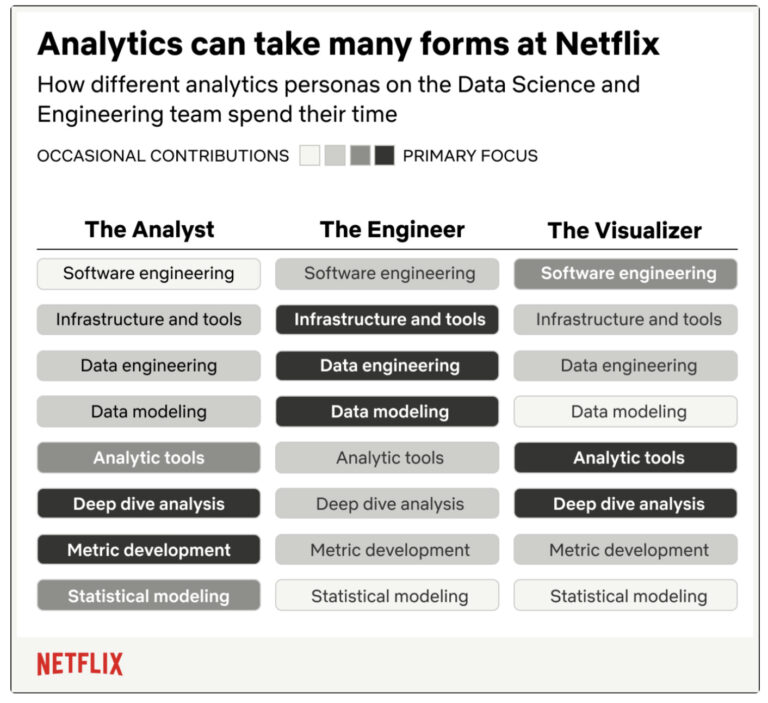 Analytics can take many forms at Netflix
How different analytics personas on the Data Science and
Engineering team spend their time
OCCASIONAL CONTRIBUTIONS PRIMARY FOCUS
The Analyst The Engineer The Visualizer
Software engineering Software engineering Software engineering
Infrastructure and tools Infrastructure and tools Infrastructure and tools
Data engineering Data engineering Data engineering
Data modeling Data modeling Data modeling
Analytic tools Analytic tools Analytic tools
Deep dive analysis Deep dive analysis Deep dive analysis
Metric development Metric development Metric development
Statistical modeling Statistical modeling Statistical modeling
NETFLIX